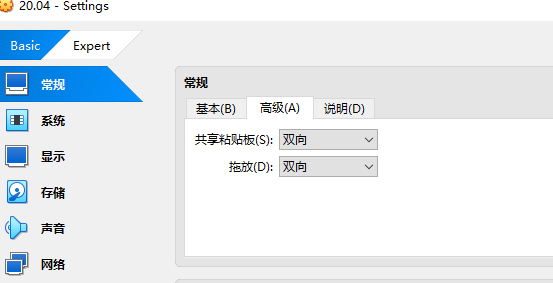 20.04 - Settings
Basic Expert
常规
系统
显示
存储
声音
网络
常规
基本(B) 高级(A) 说明(D)
共享粘贴板(S): 双向
拖放(D): 双向